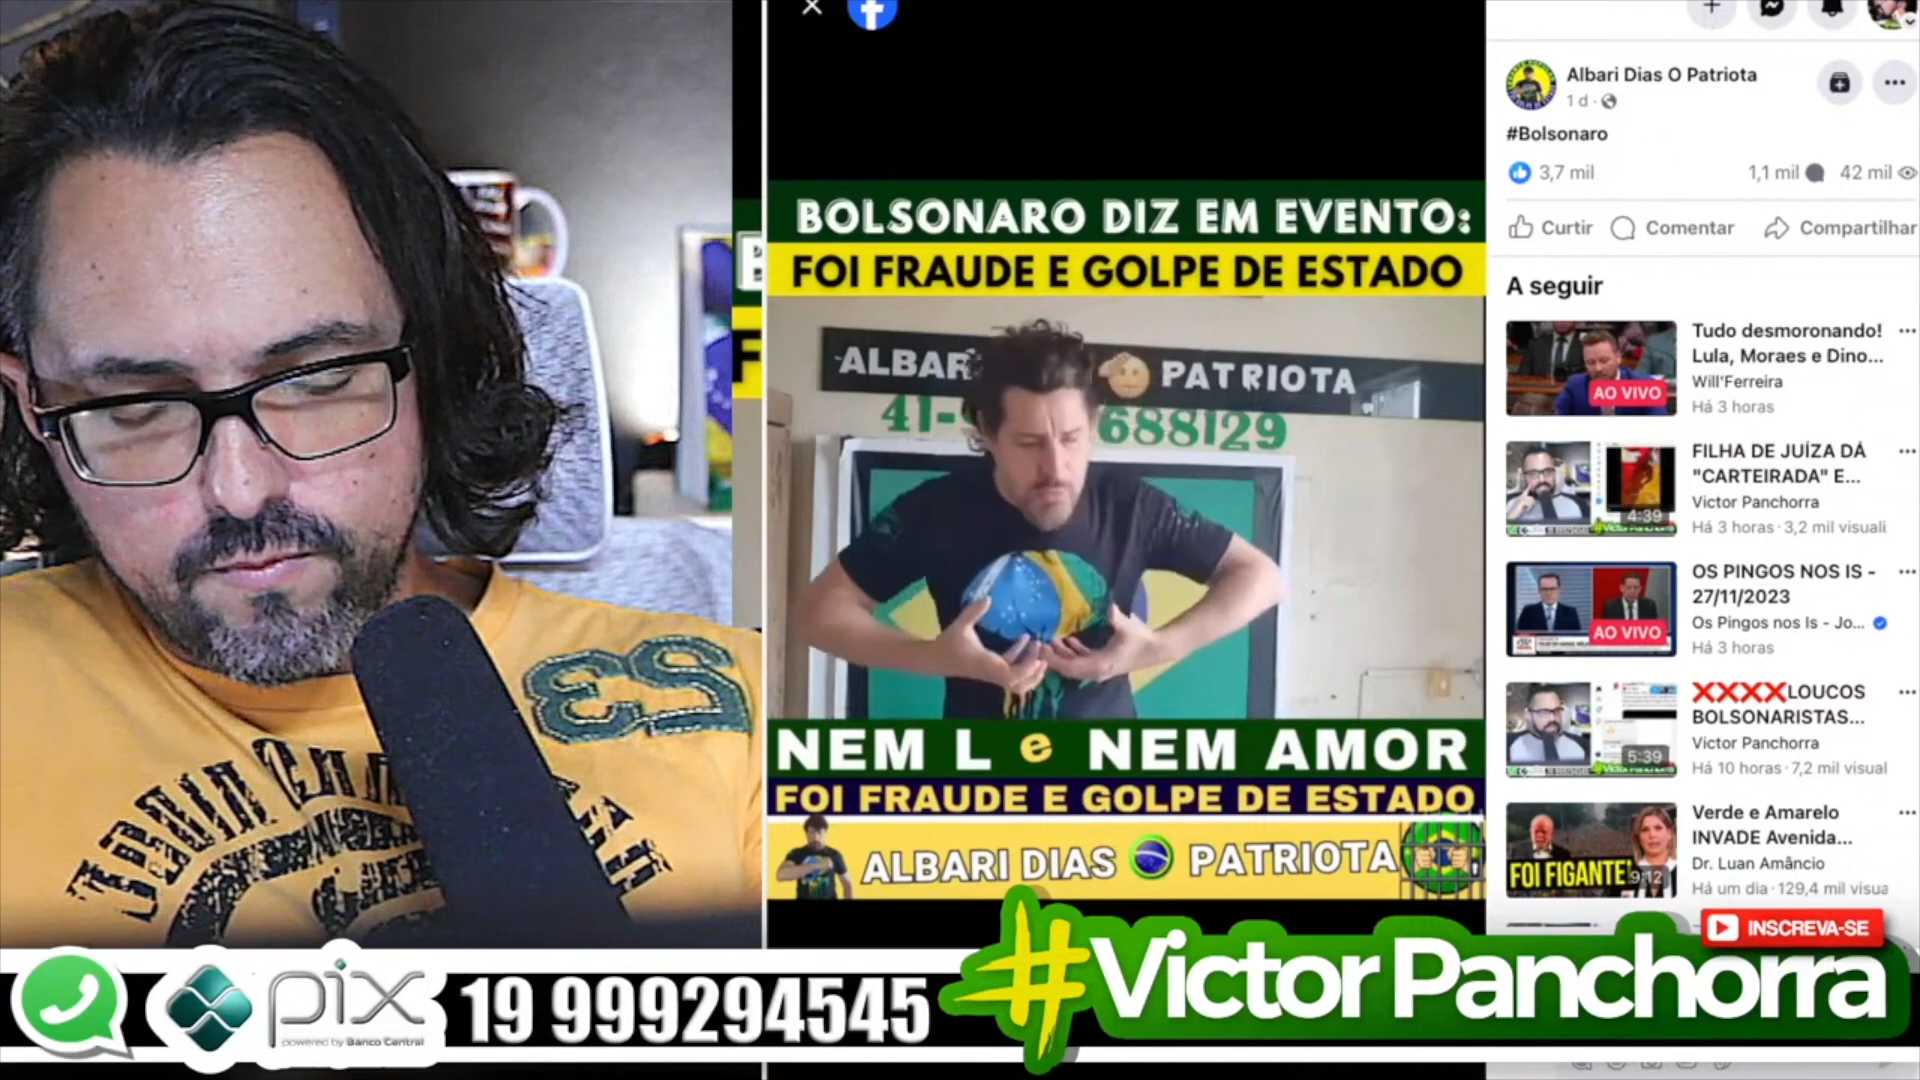 BOLSONARO DIZ EM EVENTO:
FOI FRAUDE E GOLPE DE ESTADO
PATRIOTA
688129
NEM L e NEM AMOR
FOI FRAUDE E GOLPE DE ESTADO
ALBARI DIAS PATRIOTA
Albari Dias O Patriota
1 d
#Bolsonaro
3,7 mil 1,1 mil 42 mil
Curtir Comentar Compartilhar
A seguir
Tudo desmoronando!
Lula, Moraes e Dino...
Will'Ferreira
Há 3 horas
AO VIVO
FILHA DE JUÍZA DÁ
"CARTEIRADA" E...
Victor Panchorra
Há 3 horas · 3,2 mil visuali
4:39
OS PINGOS NOS IS -
27/11/2023
Os Pingos nos Is - Jo...
Há 3 horas
AO VIVO
❌❌❌❌LOUCOS
BOLSONARISTAS...
Victor Panchorra
Há 10 horas · 7,2 mil visual
5:39
Verde e Amarelo
INVADE Avenida...
Dr. Luan Amâncio
Há um dia · 129,4 mil visua
FOI FIGANTE!
9:12
INSCREVA-SE
pix
powered by Banco Central
19 999294545
#Victor Panchorra